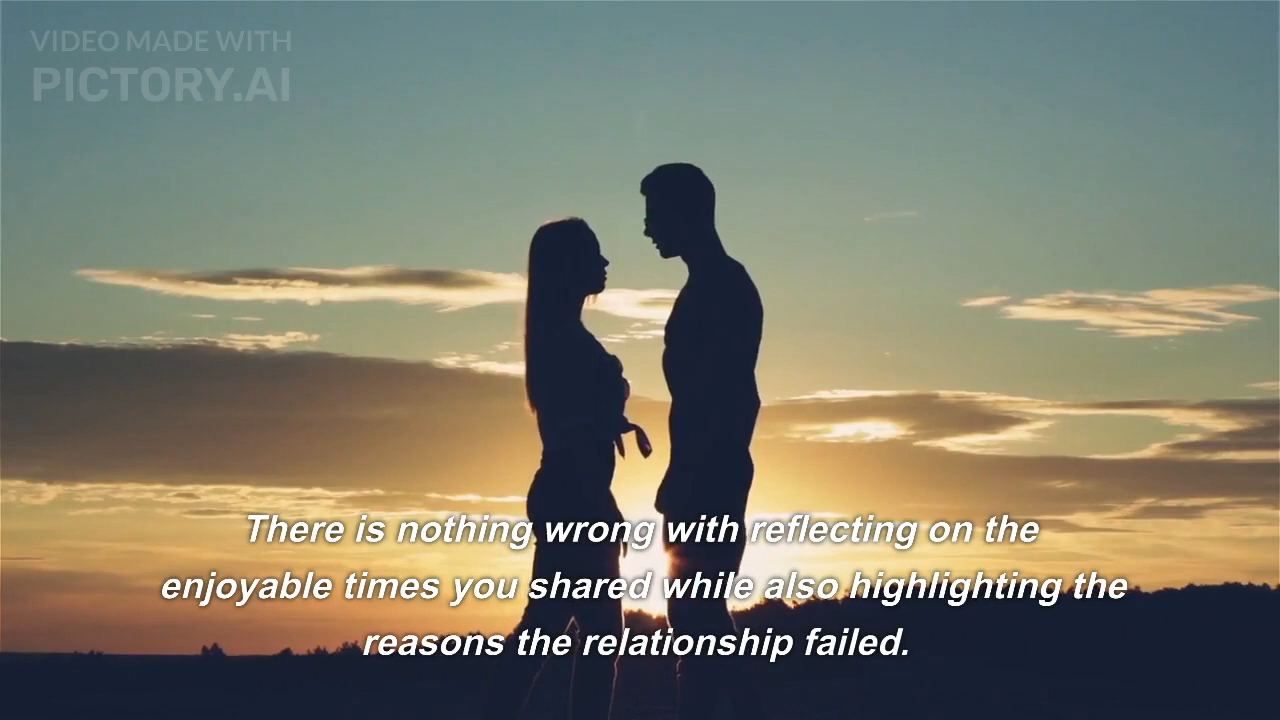 VIDEO MADE WITH
PICTORY.AI
There is nothing wrong with reflecting on the
enjoyable times you shared while also highlighting the
reasons the relationship failed.